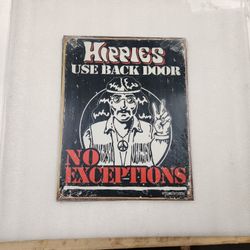 HIPPIES
USE BACK DOOR
NO
EXCEPTIONS